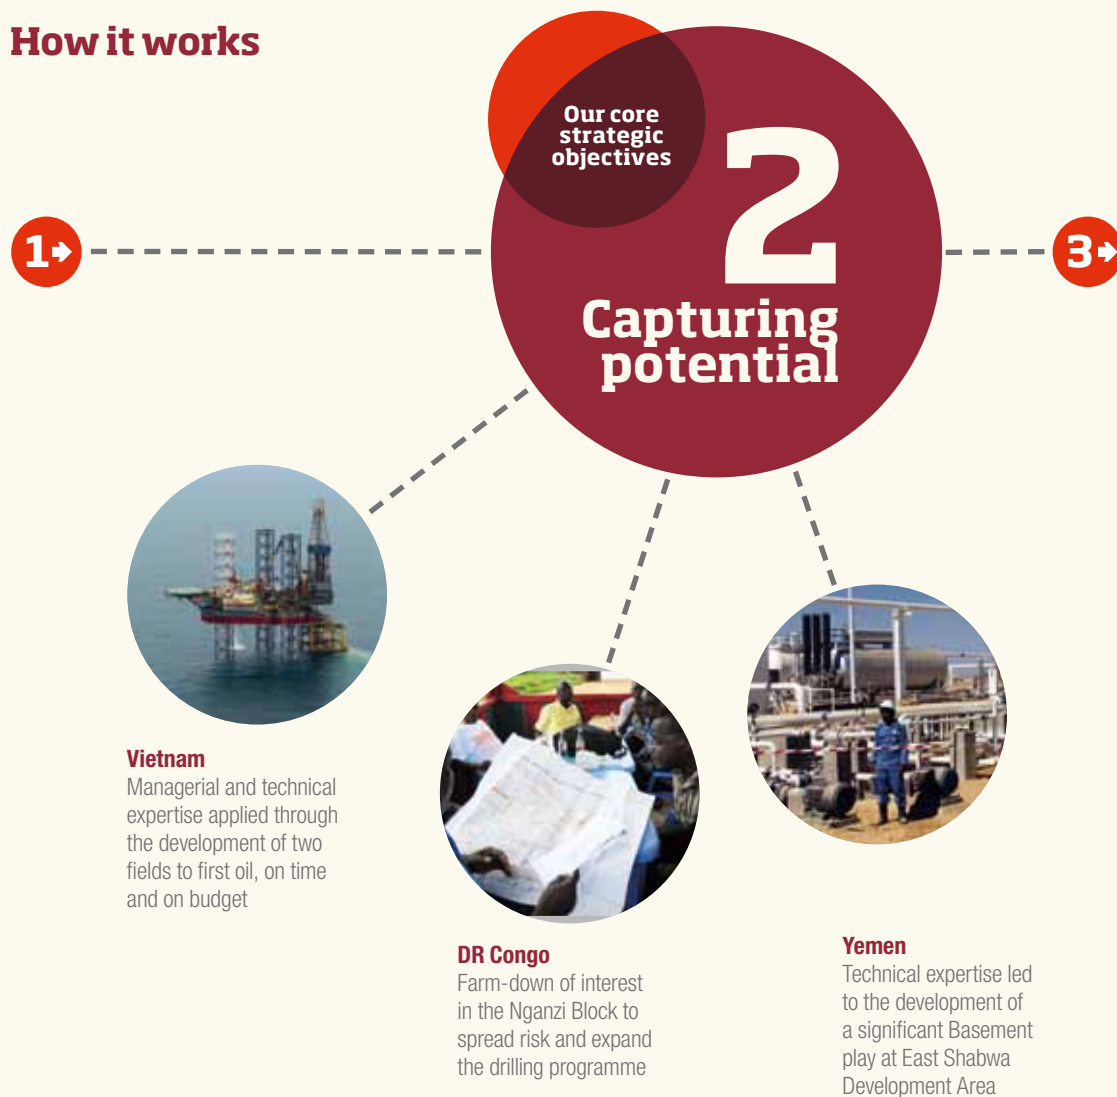 How it works
Our core
strategic
objectives
1
2
3
Capturing
potential
Vietnam
Managerial and technical
expertise applied through
the development of two
fields to first oil, on time
and on budget
DR Congo
Farm-down of interest
in the Nganzi Block to
spread risk and expand
the drilling programme
Yemen
Technical expertise led
to the development of
a significant Basement
play at East Shabwa
Development Area